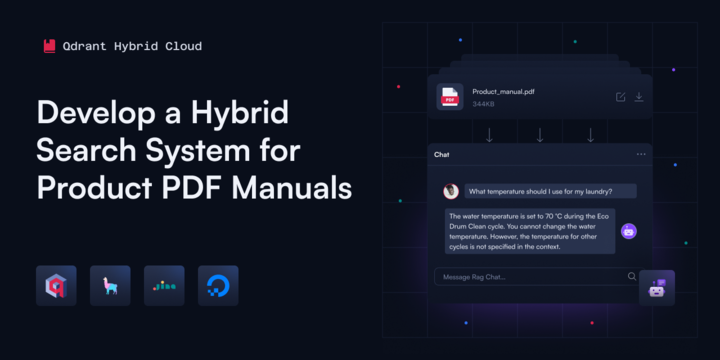 Qdrant Hybrid Cloud
Develop a Hybrid
Search System for
Product PDF Manuals
Product_manual.pdf
344KB
PDF
Chat
What temperature should I use for my laundry?
The water temperature is set to 70 °C during the Eco
Drum Clean cycle. You cannot change the water
temperature. However, the temperature for other
cycles is not specified in the context.
Message Rag Chat...
Jina